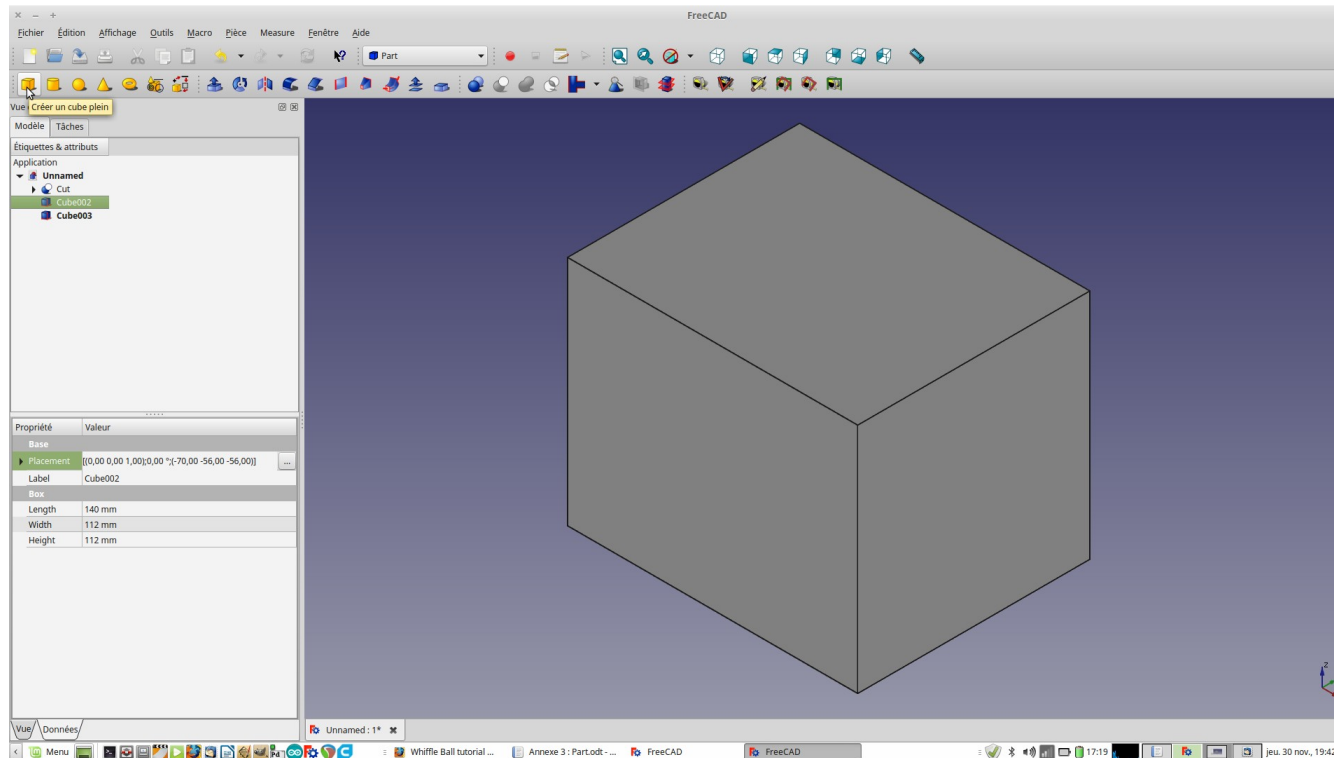 FreeCAD
Fichier Édition Affichage Outils Macro Pièce Measure Fenêtre Aide
Part
Vue
Créer un cube plein
Modèle Tâches
Étiquettes & attributs
Application
Unnamed
Cut
Cube002
Cube003
Propriété Valeur
Base
Placement [(0,00 0,00 1,00);0,00 °;(-70,00 -56,00 -56,00)] ...
Label Cube002
Box
Length 140 mm
Width 112 mm
Height 112 mm
Z
Vue Données
Unnamed : 1*
Menu Whiffle Ball tutorial ... Annexe 3 : Part.odt - ... FreeCAD FreeCAD 17:19 jeu. 30 nov., 19:42